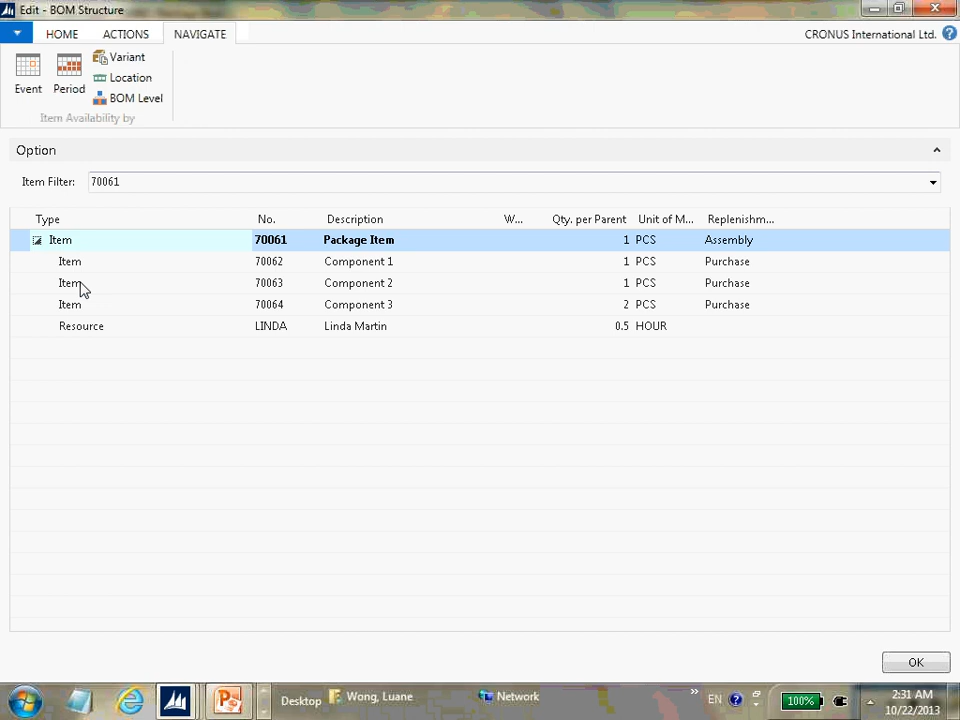 Edit - BOM Structure
HOME ACTIONS NAVIGATE CRONUS International Ltd.
Event Period Variant
Location
BOM Level
Item Availability by
Option
Item Filter: 70061
Type No. Description W... Qty. per Parent Unit of M... Replenishm...
Item 70061 Package Item 1 PCS Assembly
Item 70062 Component 1 1 PCS Purchase
Item 70063 Component 2 1 PCS Purchase
Item 70064 Component 3 2 PCS Purchase
Resource LINDA Linda Martin 0.5 HOUR
OK
Desktop Wong, Luane Network » EN 100% 2:31 AM
10/22/2013